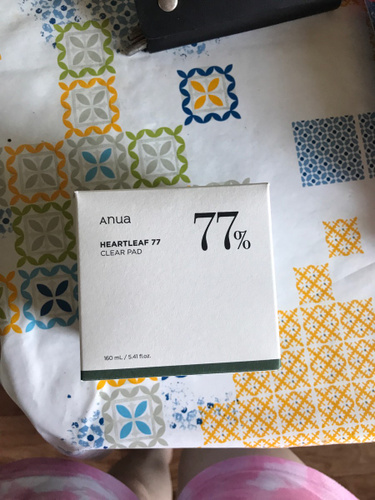 Anua
77%
HEARTLEAF 77
CLEAR PAD
160 mL / 5.41 fl.oz.